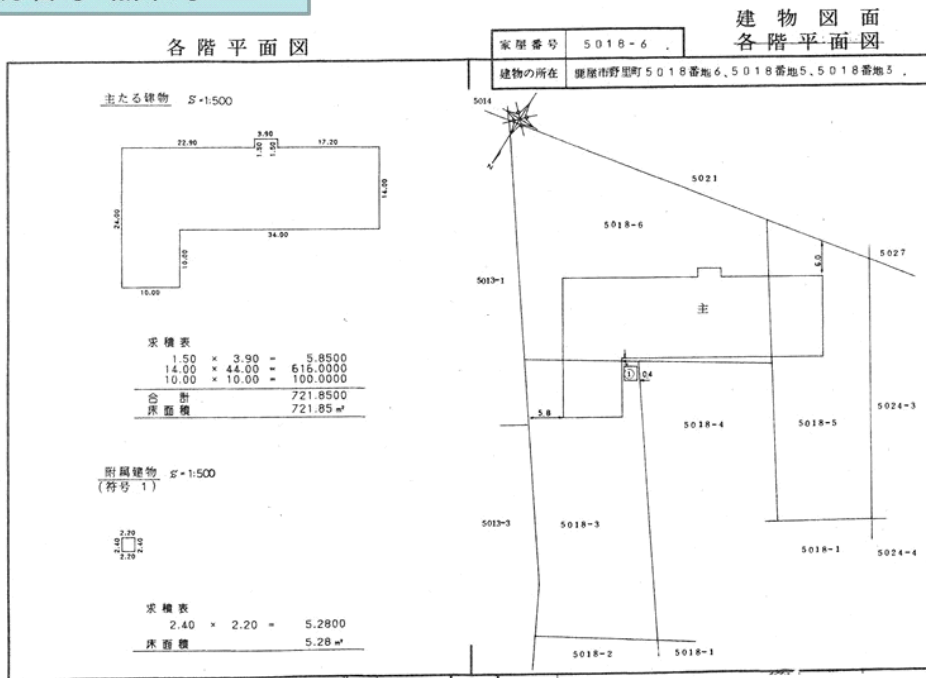 建物図面
各階平面図
各階平面図
家屋番号 5018-6
建物の所在 鹿屋市野里町5018番地6、5018番地5、5018番地3
主たる建物 S=1:500
3.90
22.90
1.50
1.50
17.20
24.00
14.00
34.00
10.00
10.00
求積表
1.50 × 3.90 = 5.8500
14.00 × 44.00 = 616.0000
10.00 × 10.00 = 100.0000
合計 721.8500
床面積 721.85㎡
附属建物 S=1:500
(符号 1)
2.20
2.40
2.40
2.20
求積表
2.40 × 2.20 = 5.2800
床面積 5.28㎡
5014
N
5021
5018-6
6.0
5027
5013-1
主
①
0.4
5.8
5018-4
5018-5
5024-3
5013-3
5018-3
5018-1
5024-4
5018-2
5018-1